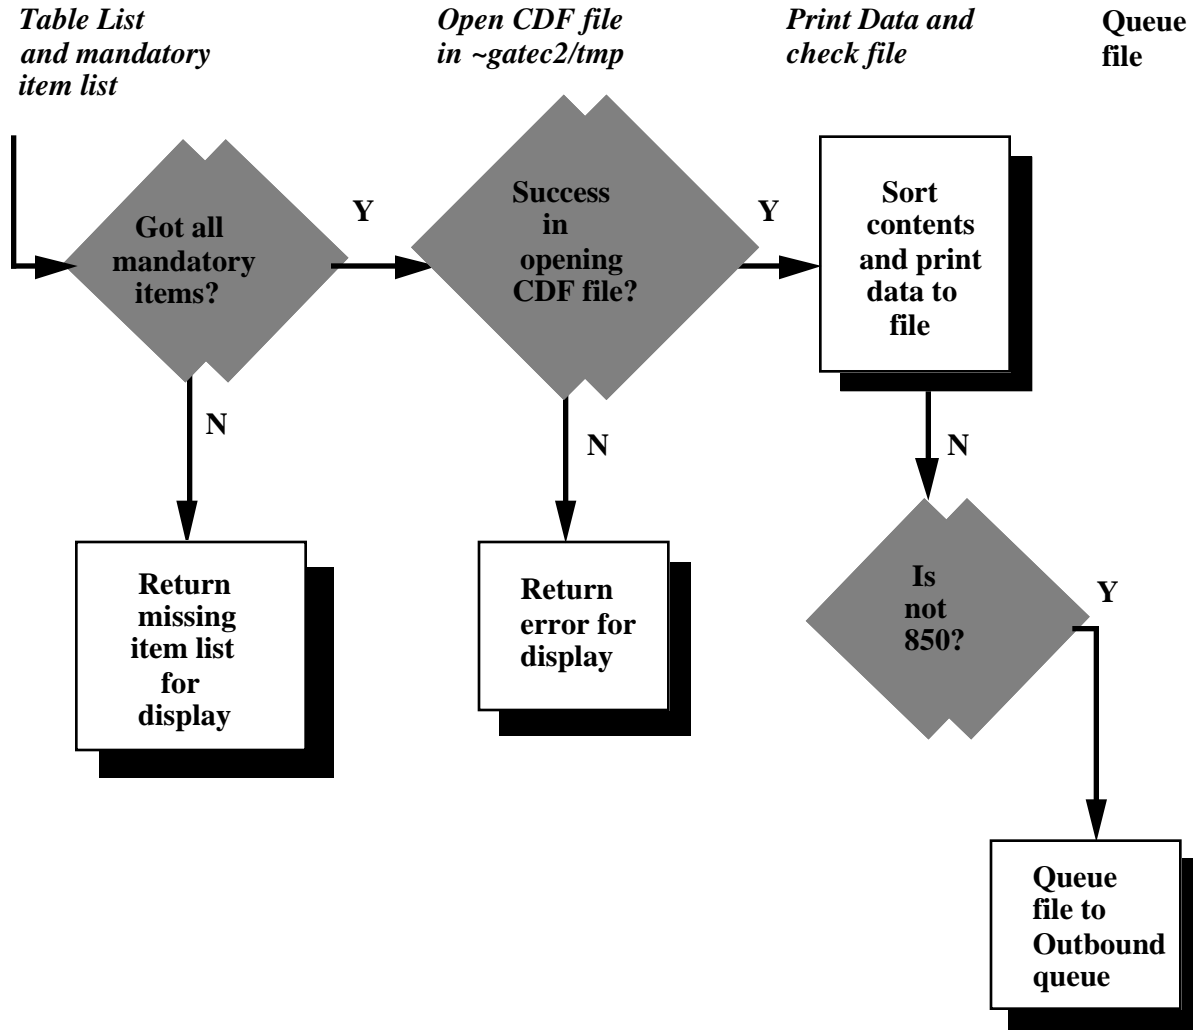 Table List
and mandatory
item list
Open CDF file
in ~gatec2/tmp
Print Data and
check file
Queue
file
Got all
mandatory
items?
Y
Success
in
opening
CDF file?
Y
Sort
contents
and print
data to
file
N
N
N
Return
missing
item list
for
display
Return
error for
display
Is
not
850?
Y
Queue
file to
Outbound
queue